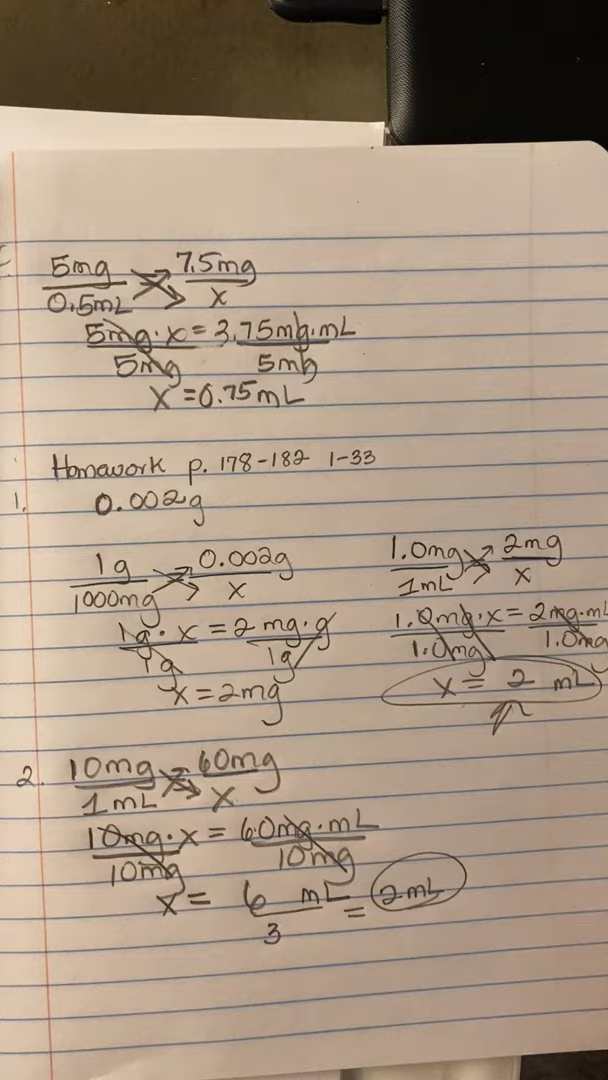 5mg 7.5mg
0.5mL x
5mg·x = 3.75mg·mL
5mg 5mg
x = 0.75mL
Homework p. 178-182 1-33
1. 0.002g
1g 0.002g
1000mg x
1g·x = 2mg·g
1g 1g
x = 2mg
1.0mg 2mg
1mL x
1.0mg·x = 2mg·mL
1.0mg 1.0mg
x = 2 mL
2. 10mg 60mg
1mL x
10mg·x = 60mg·mL
10mg 10mg
x = 6 mL = 2mL
3